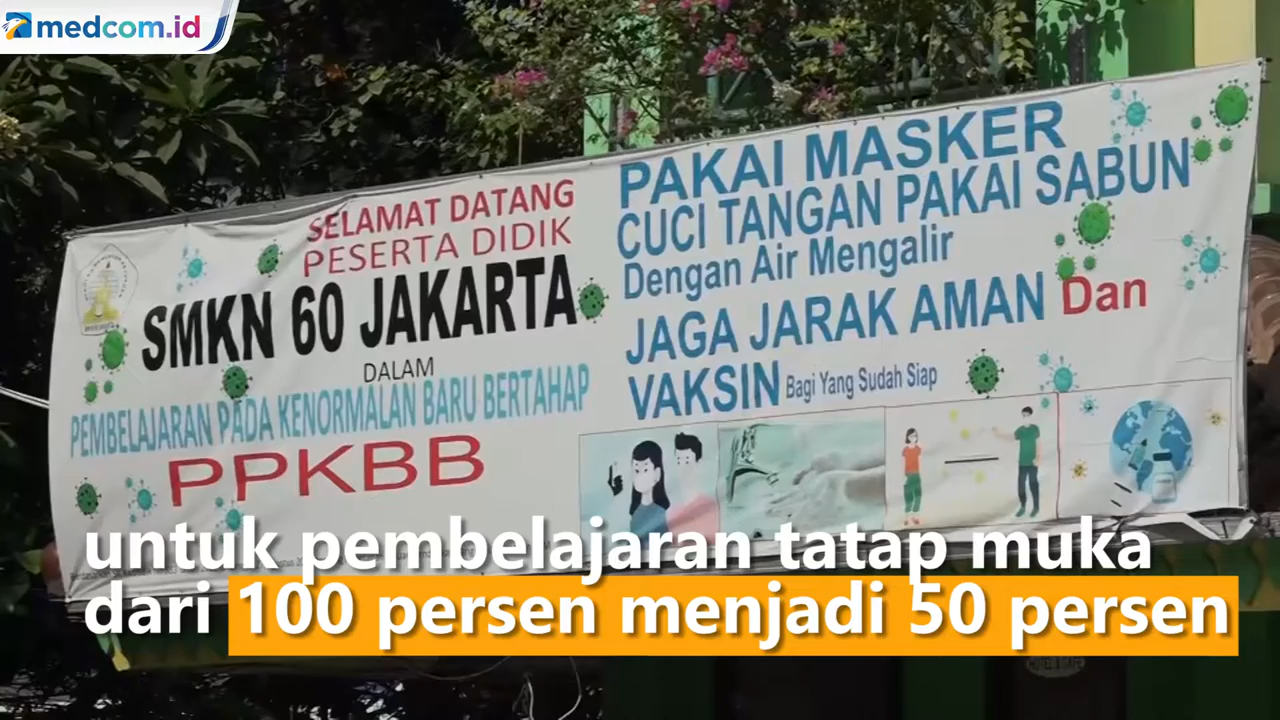 medcom.id
SELAMAT DATANG
PESERTA DIDIK
SMKN 60 JAKARTA
DALAM
PEMBELAJARAN PADA KENORMALAN BARU BERTAHAP
PPKBB
PAKAI MASKER
CUCI TANGAN PAKAI SABUN
Dengan Air Mengalir
JAGA JARAK AMAN Dan
VAKSIN Bagi Yang Sudah Siap
untuk pembelajaran tatap muka
dari 100 persen menjadi 50 persen